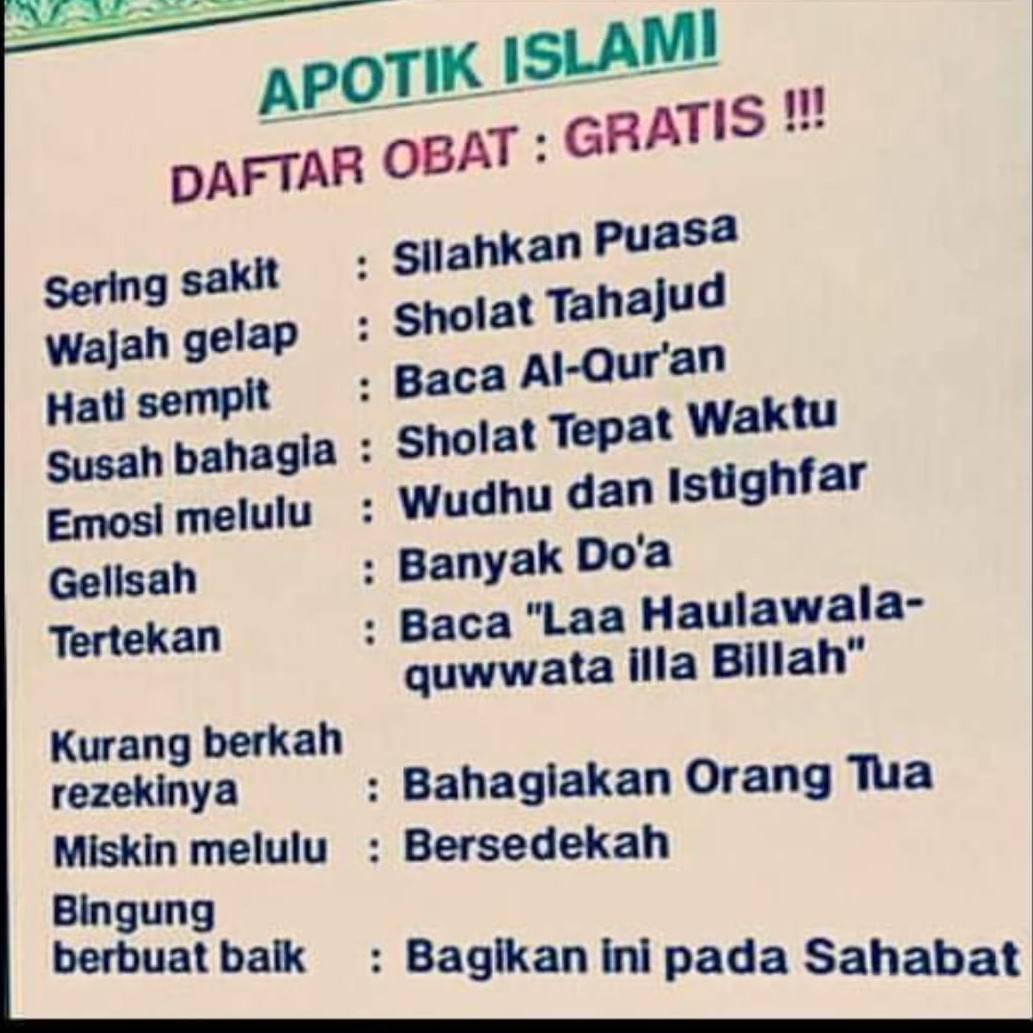 APOTIK ISLAMI
DAFTAR OBAT : GRATIS !!!
Sering sakit : Silahkan Puasa
Wajah gelap : Sholat Tahajud
Hati sempit : Baca Al-Qur'an
Susah bahagia : Sholat Tepat Waktu
Emosi melulu : Wudhu dan Istighfar
Gelisah : Banyak Do'a
Tertekan : Baca "Laa Haulawala-
quwwata illa Billah"
Kurang berkah
rezekinya : Bahagiakan Orang Tua
Miskin melulu : Bersedekah
Bingung
berbuat baik : Bagikan ini pada Sahabat